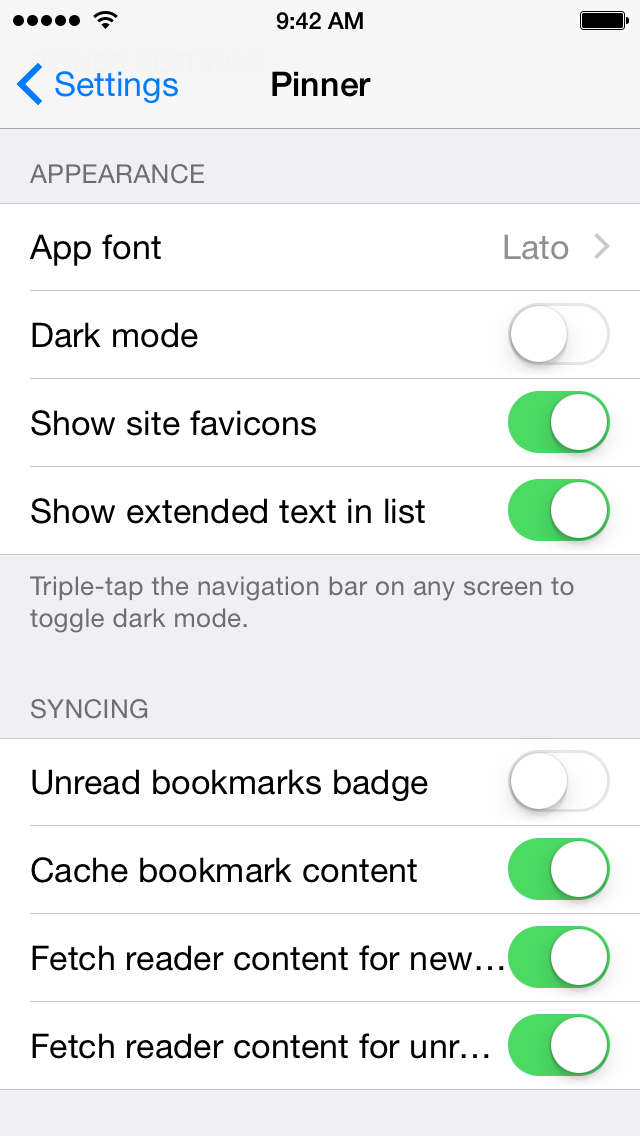 9:42 AM
Settings
Pinner
APPEARANCE
App font
Lato
Dark mode
Show site favicons
Show extended text in list
Triple-tap the navigation bar on any screen to
toggle dark mode.
SYNCING
Unread bookmarks badge
Cache bookmark content
Fetch reader content for new…
Fetch reader content for unr…